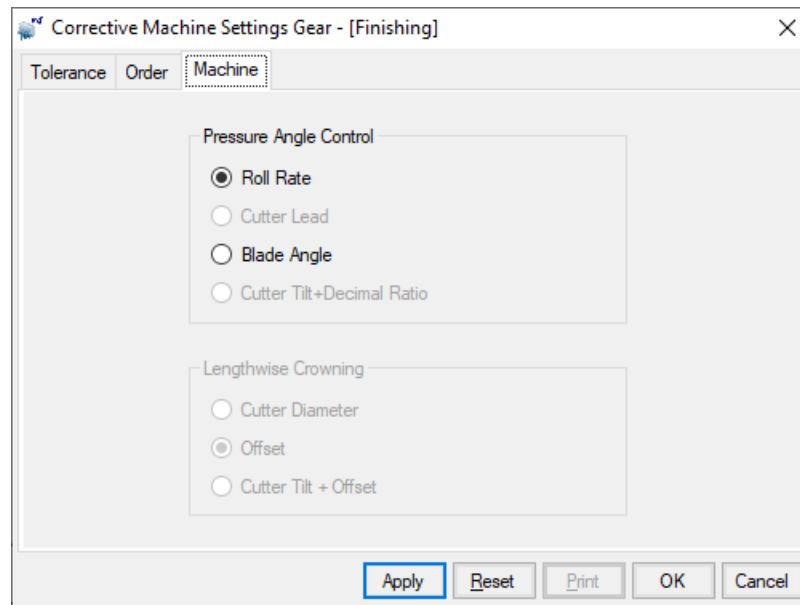 Corrective Machine Settings Gear - [Finishing]
Tolerance Order Machine
Pressure Angle Control
Roll Rate
Cutter Lead
Blade Angle
Cutter Tilt+Decimal Ratio
Lengthwise Crowning
Cutter Diameter
Offset
Cutter Tilt + Offset
Apply Reset Print OK Cancel